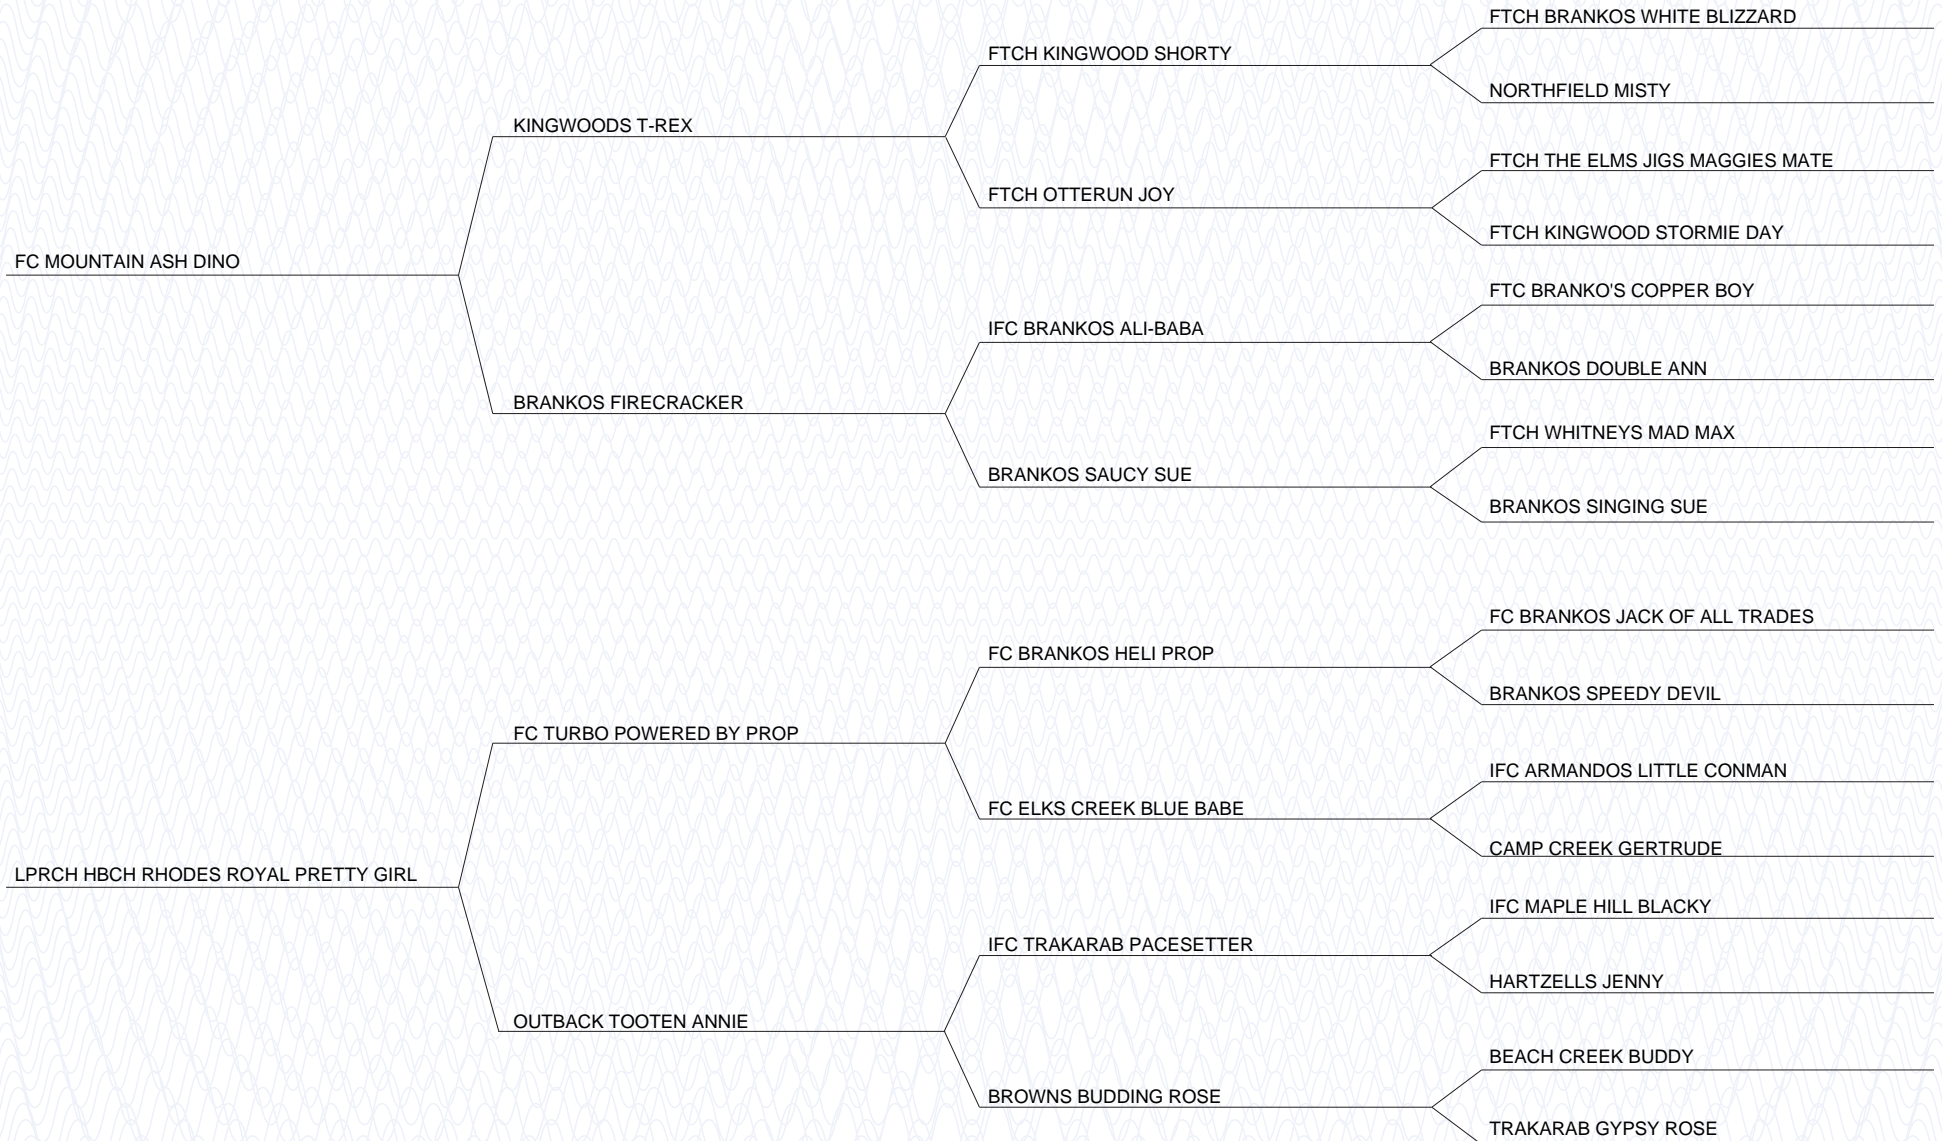 FTCH BRANKOS WHITE BLIZZARD
FTCH KINGWOOD SHORTY
NORTHFIELD MISTY
KINGWOODS T-REX
FTCH THE ELMS JIGS MAGGIES MATE
FTCH OTTERUN JOY
FTCH KINGWOOD STORMIE DAY
FC MOUNTAIN ASH DINO
FTC BRANKO'S COPPER BOY
IFC BRANKOS ALI-BABA
BRANKOS DOUBLE ANN
BRANKOS FIRECRACKER
FTCH WHITNEYS MAD MAX
BRANKOS SAUCY SUE
BRANKOS SINGING SUE
FC BRANKOS JACK OF ALL TRADES
FC BRANKOS HELI PROP
BRANKOS SPEEDY DEVIL
FC TURBO POWERED BY PROP
IFC ARMANDOS LITTLE CONMAN
FC ELKS CREEK BLUE BABE
CAMP CREEK GERTRUDE
LPRCH HBCH RHODES ROYAL PRETTY GIRL
IFC MAPLE HILL BLACKY
IFC TRAKARAB PACESETTER
HARTZELLS JENNY
OUTBACK TOOTEN ANNIE
BEACH CREEK BUDDY
BROWNS BUDDING ROSE
TRAKARAB GYPSY ROSE